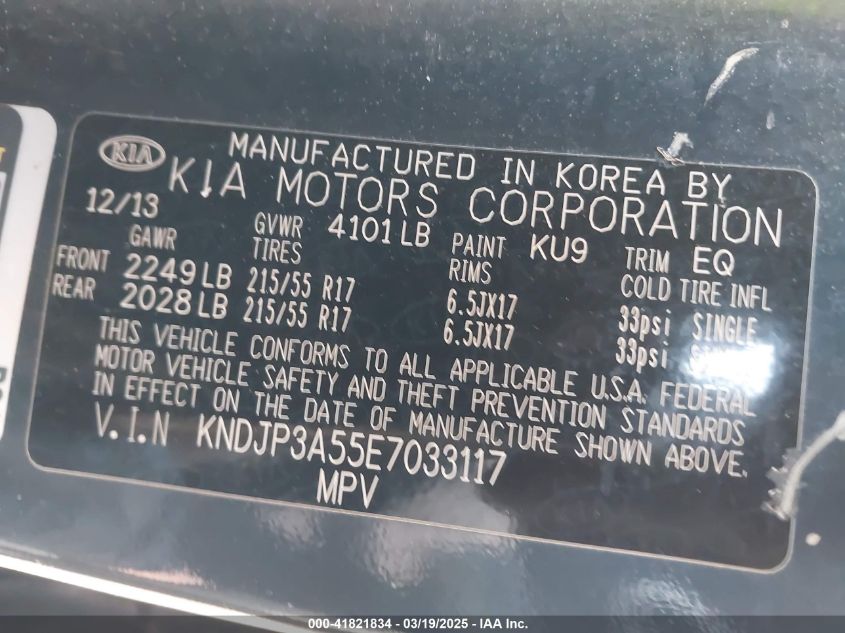 KIA MANUFACTURED IN KOREA BY
KIA MOTORS CORPORATION
12/13 GVWR 4101 LB PAINT KU9 TRIM EQ
GAWR TIRES RIMS COLD TIRE INFL
FRONT 2249 LB 215/55 R17 6.5JX17 33psi SINGLE
REAR 2028 LB 215/55 R17 6.5JX17 33psi
THIS VEHICLE CONFORMS TO ALL APPLICABLE U.S.A. FEDERAL
MOTOR VEHICLE SAFETY AND THEFT PREVENTION STANDARDS
IN EFFECT ON THE DATE OF MANUFACTURE SHOWN ABOVE.
V.I.N KNDJP3A55E7033117
MPV
000-41821834 - 03/19/2025 - IAA Inc.